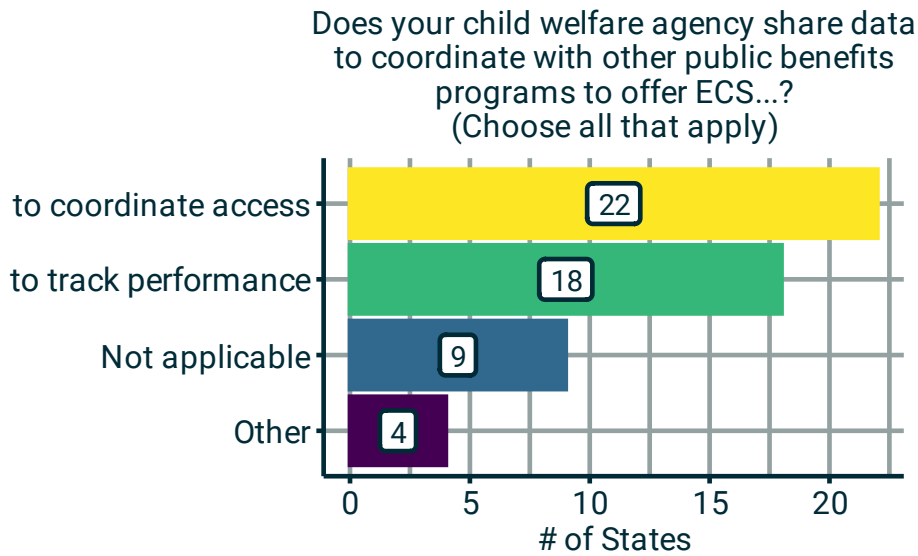 Does your child welfare agency share data
to coordinate with other public benefits
programs to offer ECS...?
(Choose all that apply)
to coordinate access
22
to track performance
18
Not applicable
9
Other
4
0 5 10 15 20
# of States